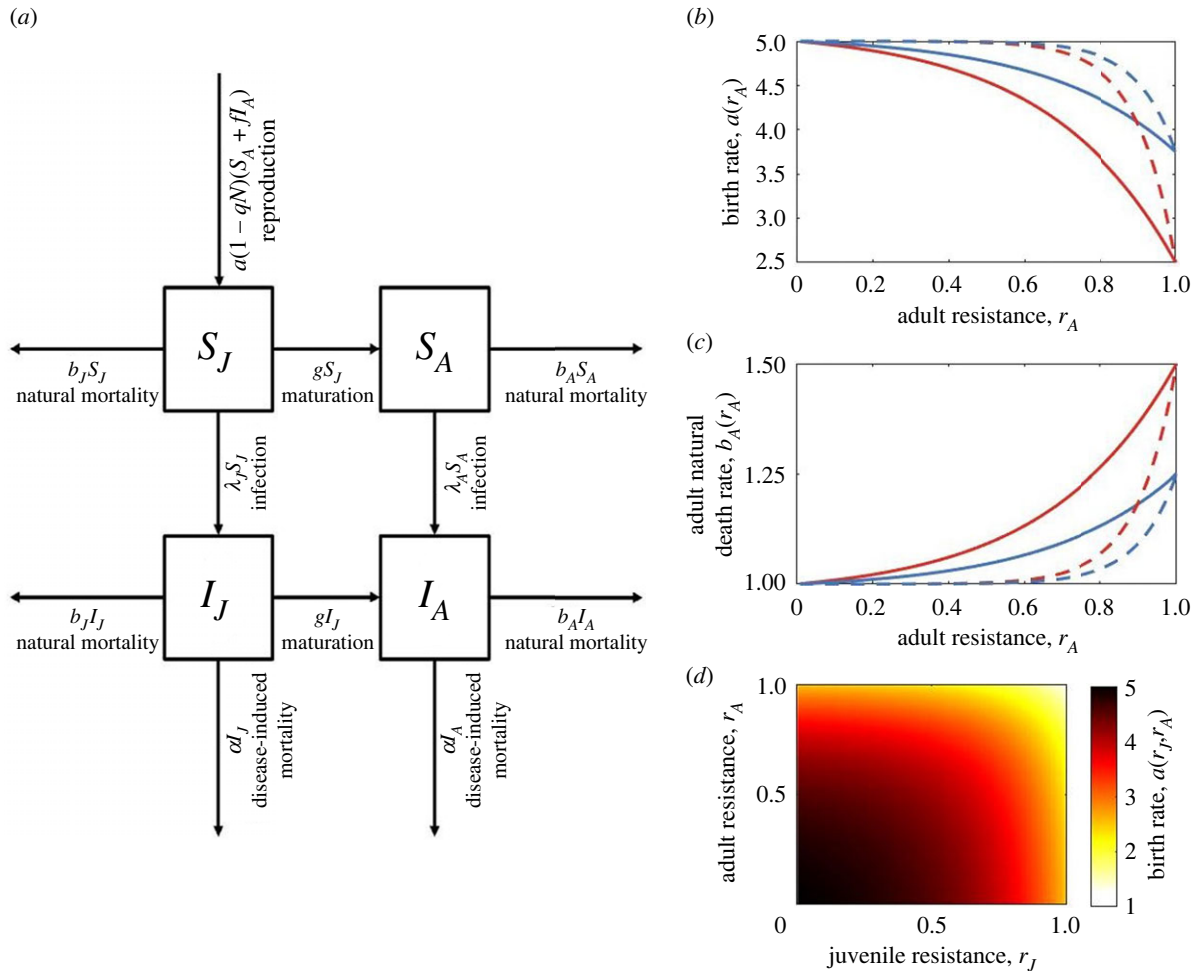 (a)
a(1 − qN)(S_A + fI_A)
reproduction
S_J
S_A
b_J S_J
natural mortality
gS_J
maturation
b_A S_A
natural mortality
λ_J S_J
infection
λ_A S_A
infection
I_J
I_A
b_J I_J
natural mortality
gI_J
maturation
b_A I_A
natural mortality
αI_J
disease-induced
mortality
αI_A
disease-induced
mortality
(b)
birth rate, a(r_A)
5.0
4.5
4.0
3.5
3.0
2.5
0 0.2 0.4 0.6 0.8 1.0
adult resistance, r_A
(c)
adult natural
death rate, b_A(r_A)
1.50
1.25
1.00
0 0.2 0.4 0.6 0.8 1.0
adult resistance, r_A
(d)
adult resistance, r_A
1.0
0.5
0 0.5 1.0
juvenile resistance, r_J
5
4
3
2
1
birth rate, a(r_J,r_A)